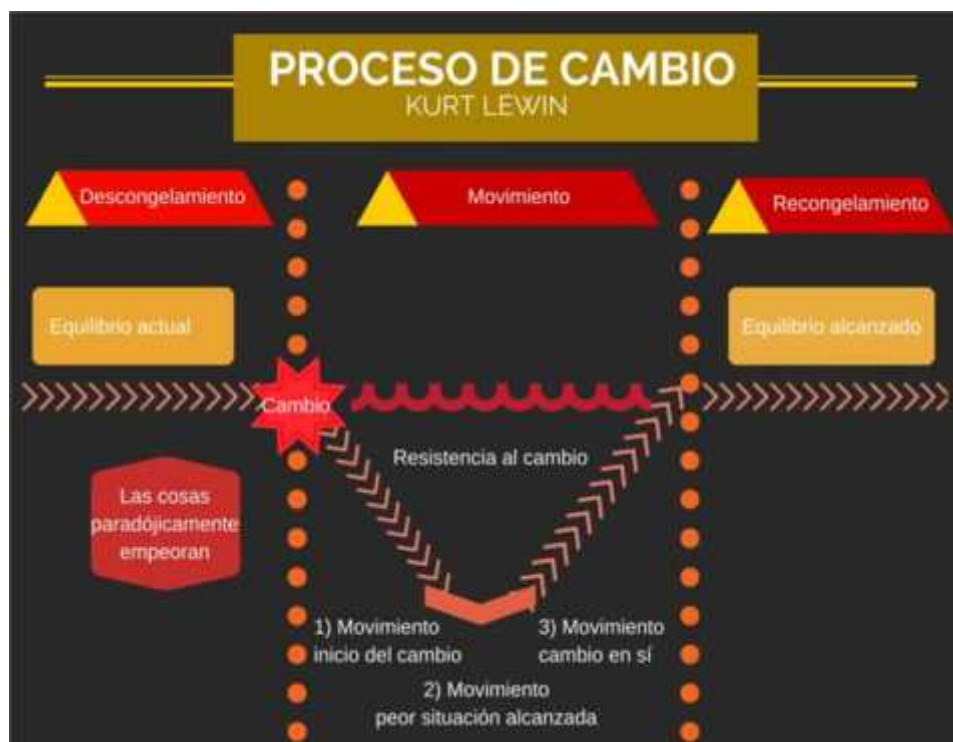 PROCESO DE CAMBIO
KURT LEWIN
Descongelamiento
Movimiento
Recongelamiento
Equilibrio actual
Equilibrio alcanzado
Cambio
Resistencia al cambio
Las cosas
paradójicamente
empeoran
1) Movimiento
inicio del cambio
3) Movimiento
cambio en sí
2) Movimiento
peor situación alcanzada